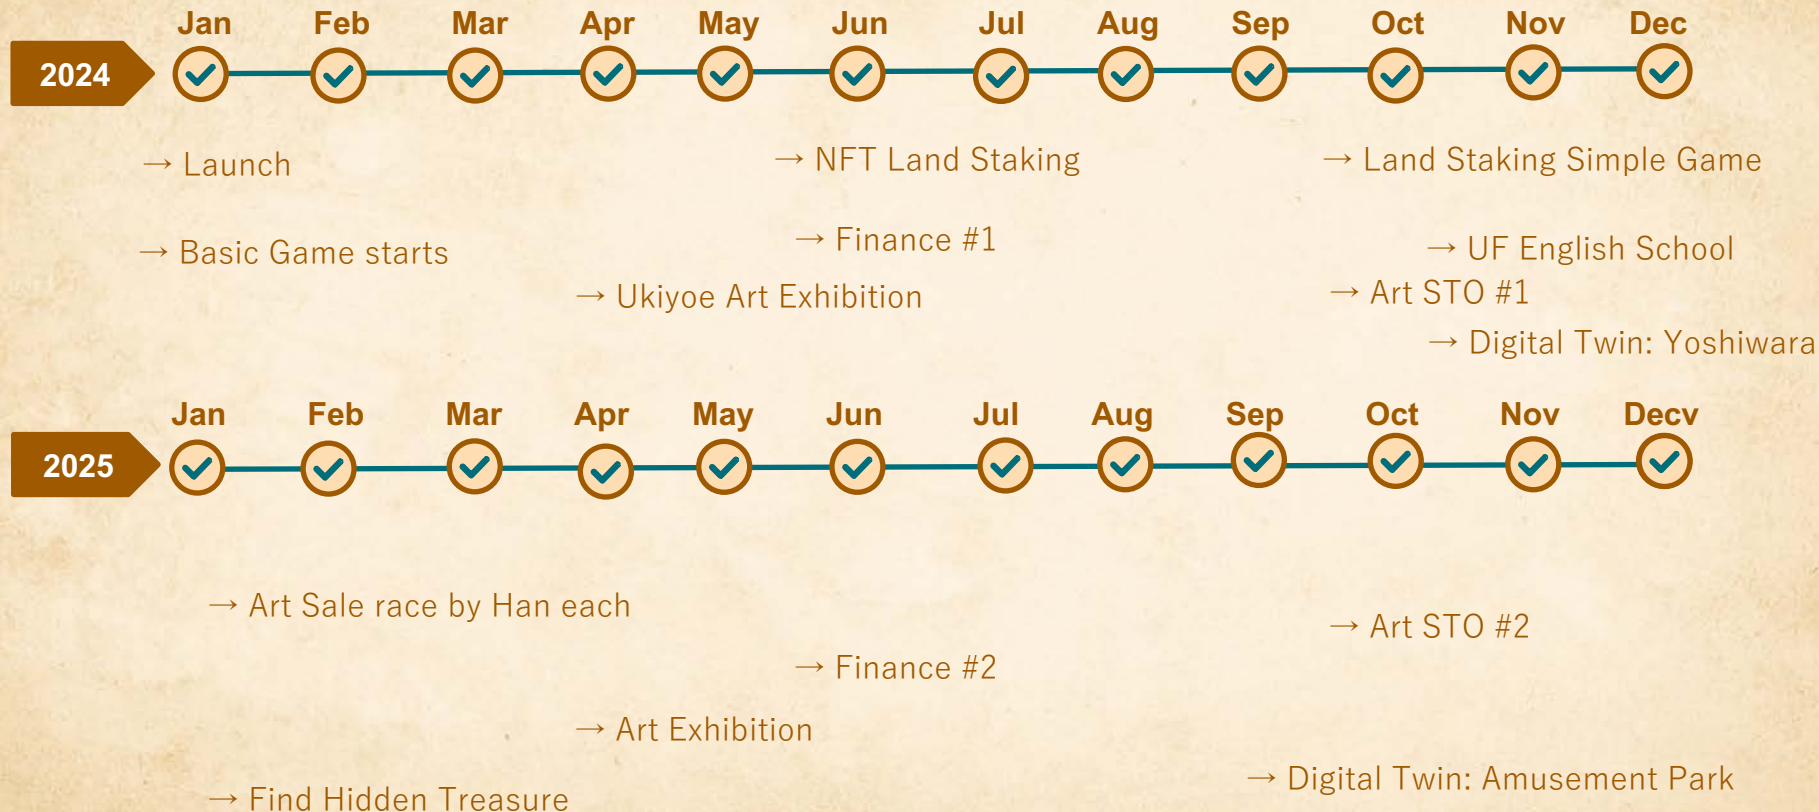 Jan Feb Mar Apr May Jun Jul Aug Sep Oct Nov Dec
2024
→ Launch
→ NFT Land Staking
→ Land Staking Simple Game
→ Basic Game starts
→ Finance #1
→ UF English School
→ Ukiyoe Art Exhibition
→ Art STO #1
→ Digital Twin: Yoshiwara
Jan Feb Mar Apr May Jun Jul Aug Sep Oct Nov Decv
2025
→ Art Sale race by Han each
→ Art STO #2
→ Finance #2
→ Art Exhibition
→ Digital Twin: Amusement Park
→ Find Hidden Treasure